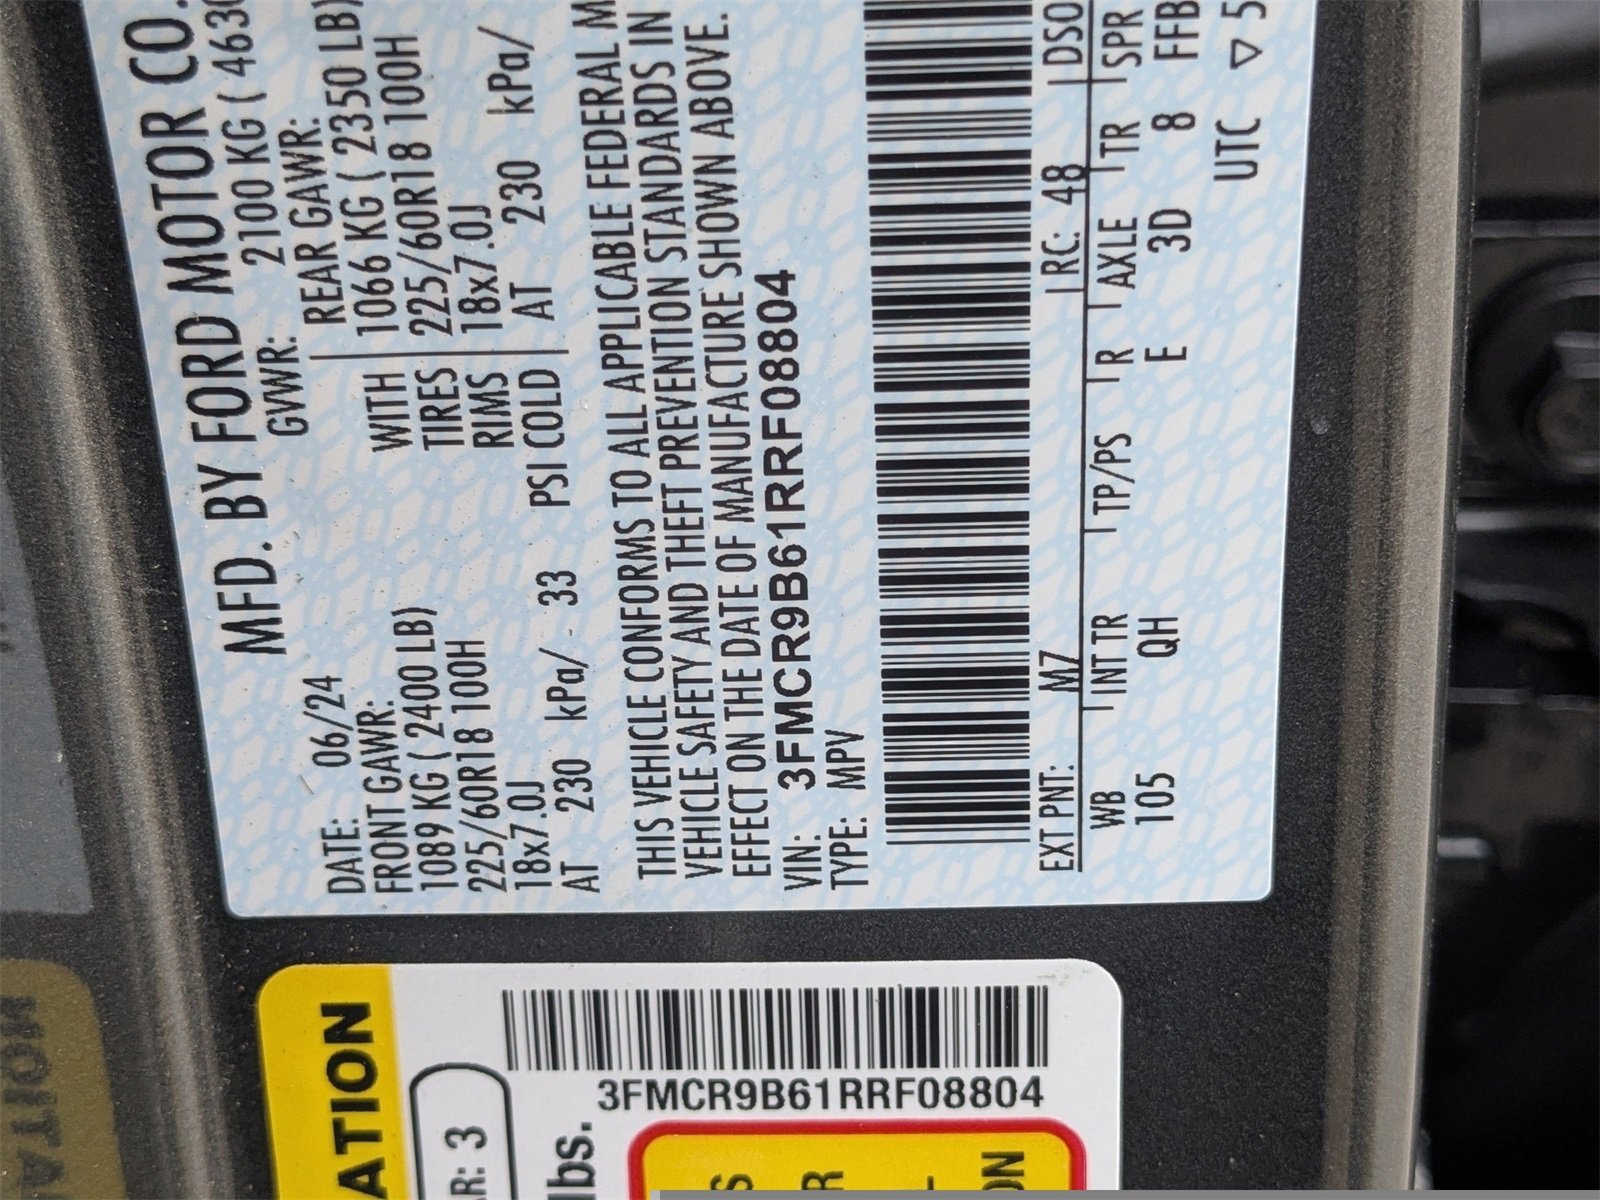 MFD. BY FORD MOTOR CO.
DATE: 06/24 GVWR: 2100 KG ( 4630
FRONT GAWR: REAR GAWR:
1089 KG ( 2400 LB) WITH 1066 KG ( 2350 LB)
225/60R18 100H TIRES 225/60R18 100H
18x7.0J RIMS 18x7.0J
AT 230 kPa/ 33 PSI COLD AT 230 kPa/
THIS VEHICLE CONFORMS TO ALL APPLICABLE FEDERAL M
VEHICLE SAFETY AND THEFT PREVENTION STANDARDS IN
EFFECT ON THE DATE OF MANUFACTURE SHOWN ABOVE.
VIN: 3FMCR9B61RRF08804
TYPE: MPV
EXT PNT: M7 RC: 48 DSO
WB INT TR TP/PS R AXLE TR SPR
105 QH E 3D 8 FFB
UTC ▽ 5
ATION
AR: 3
lbs.
3FMCR9B61RRF08804
S
R
L
ON